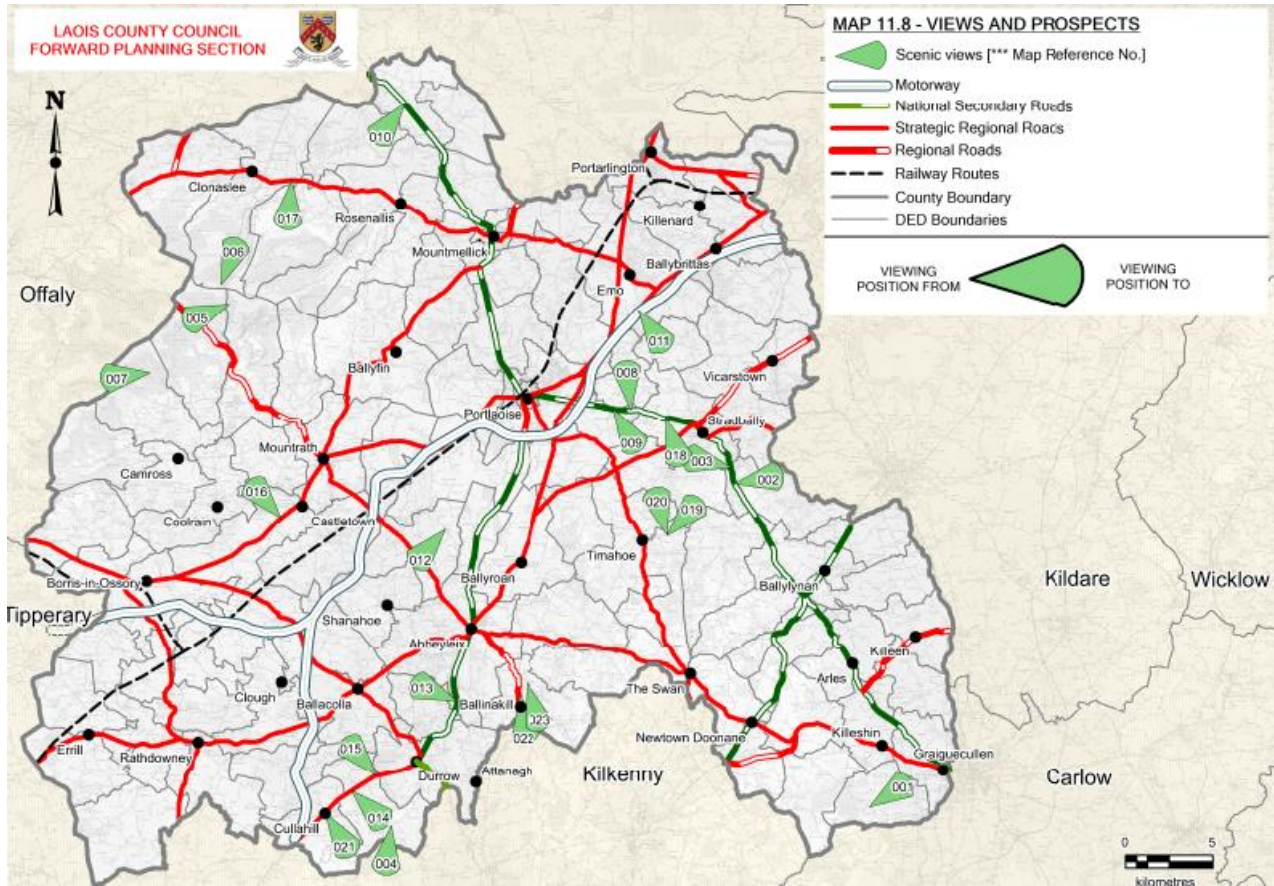 LAOIS COUNTY COUNCIL
FORWARD PLANNING SECTION
MAP 11.8 - VIEWS AND PROSPECTS
Scenic views [*** Map Reference No.]
Motorway
National Secondary Roads
Strategic Regional Roads
Regional Roads
Railway Routes
County Boundary
DED Boundaries
VIEWING
POSITION FROM
VIEWING
POSITION TO
N
010
Portarlington
Clonaslee
017
Rosenallis
Killenard
Mountmellick
006
Ballybrittas
Emo
Offaly
005
011
Ballyfin
007
008
Vicarstown
Portlaoise
Stradbally
009
018
003
Mountrath
Camross
002
016
Coolrain
Castletown
020
019
012
Timahoe
Ballyroan
Borris-in-Ossory
Ballylynan
Kildare
Wicklow
Tipperary
Shanahoe
Abbeyleix
Killeen
Clough
013
The Swan
Arles
Ballacolla
Ballinakill
023
022
Errill
Rathdowney
Newtown Doonane
Killeshin
015
Graiguecullen
Durrow
Attanagh
Kilkenny
Carlow
001
014
Cullahill
021
004
0
5
kilometres